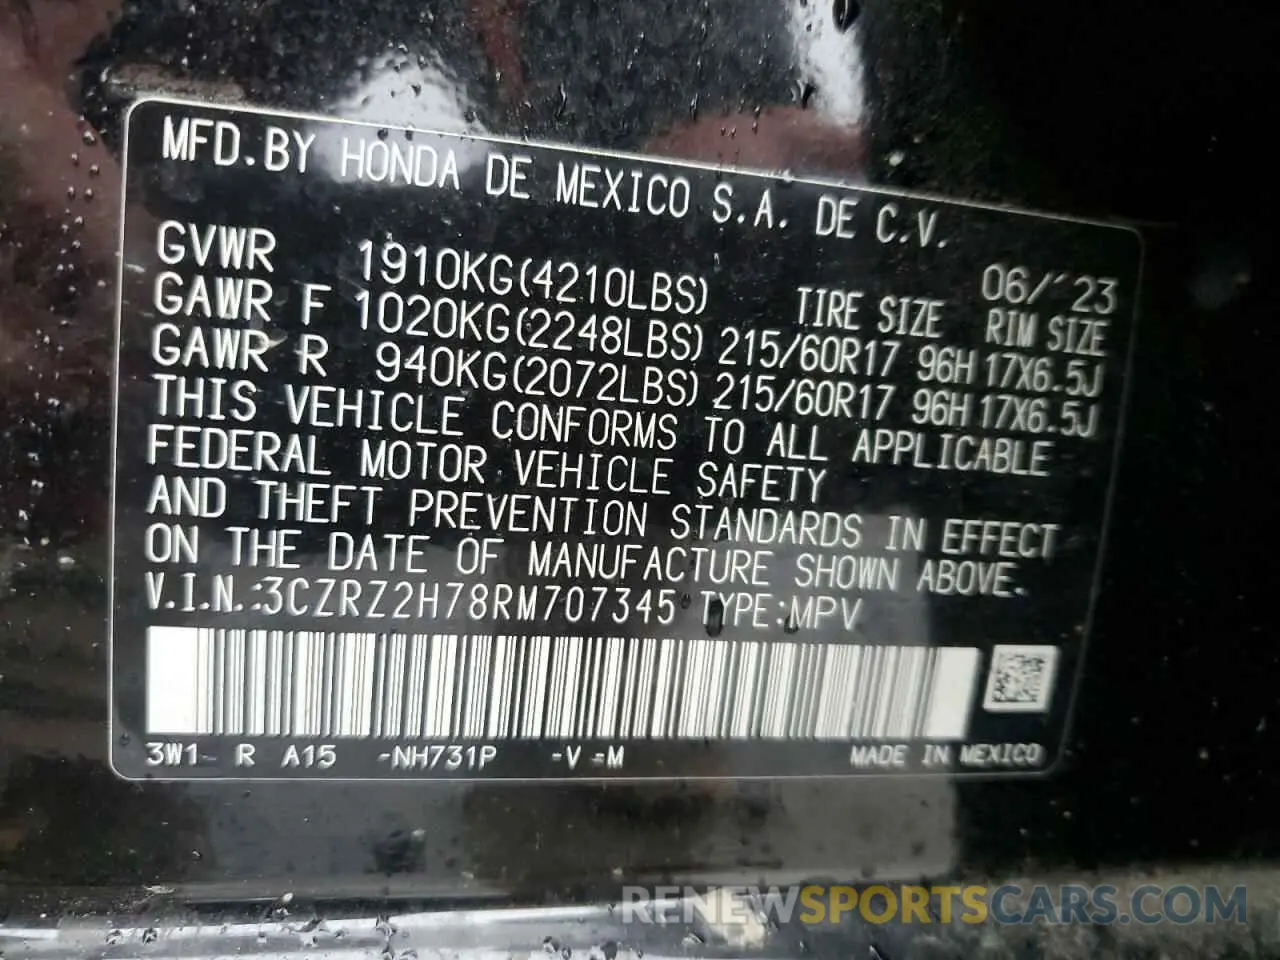 MFD.BY HONDA DE MEXICO S.A. DE C.V.
GVWR 1910KG(4210LBS) 06/'23
TIRE SIZE RIM SIZE
GAWR F 1020KG(2248LBS) 215/60R17 96H 17X6.5J
GAWR R 940KG(2072LBS) 215/60R17 96H 17X6.5J
THIS VEHICLE CONFORMS TO ALL APPLICABLE
FEDERAL MOTOR VEHICLE SAFETY
AND THEFT PREVENTION STANDARDS IN EFFECT
ON THE DATE OF MANUFACTURE SHOWN ABOVE.
V.I.N.:3CZRZ2H78RM707345 TYPE:MPV
3W1- R A15 -NH731P -V -M MADE IN MEXICO
RENEWSPORTSCARS.COM